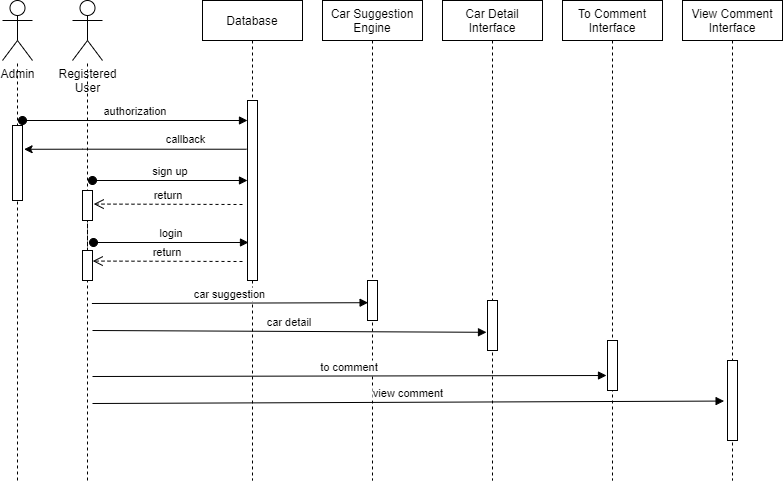 Database
Car Suggestion
Engine
Car Detail
Interface
To Comment
Interface
View Comment
Interface
Admin
Registered
User
authorization
callback
sign up
return
login
return
car suggestion
car detail
to comment
view comment